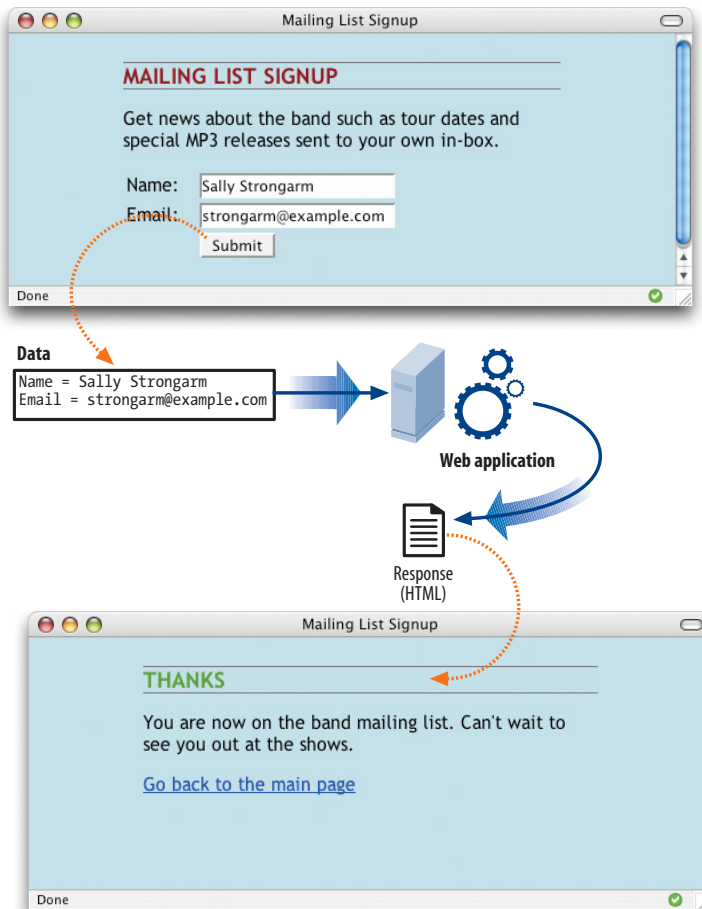 Mailing List Signup
MAILING LIST SIGNUP
Get news about the band such as tour dates and
special MP3 releases sent to your own in-box.
Name: Sally Strongarm
Email: strongarm@example.com
Submit
Done
Data
Name = Sally Strongarm
Email = strongarm@example.com
Web application
Response
(HTML)
Mailing List Signup
THANKS
You are now on the band mailing list. Can't wait to
see you out at the shows.
Go back to the main page
Done